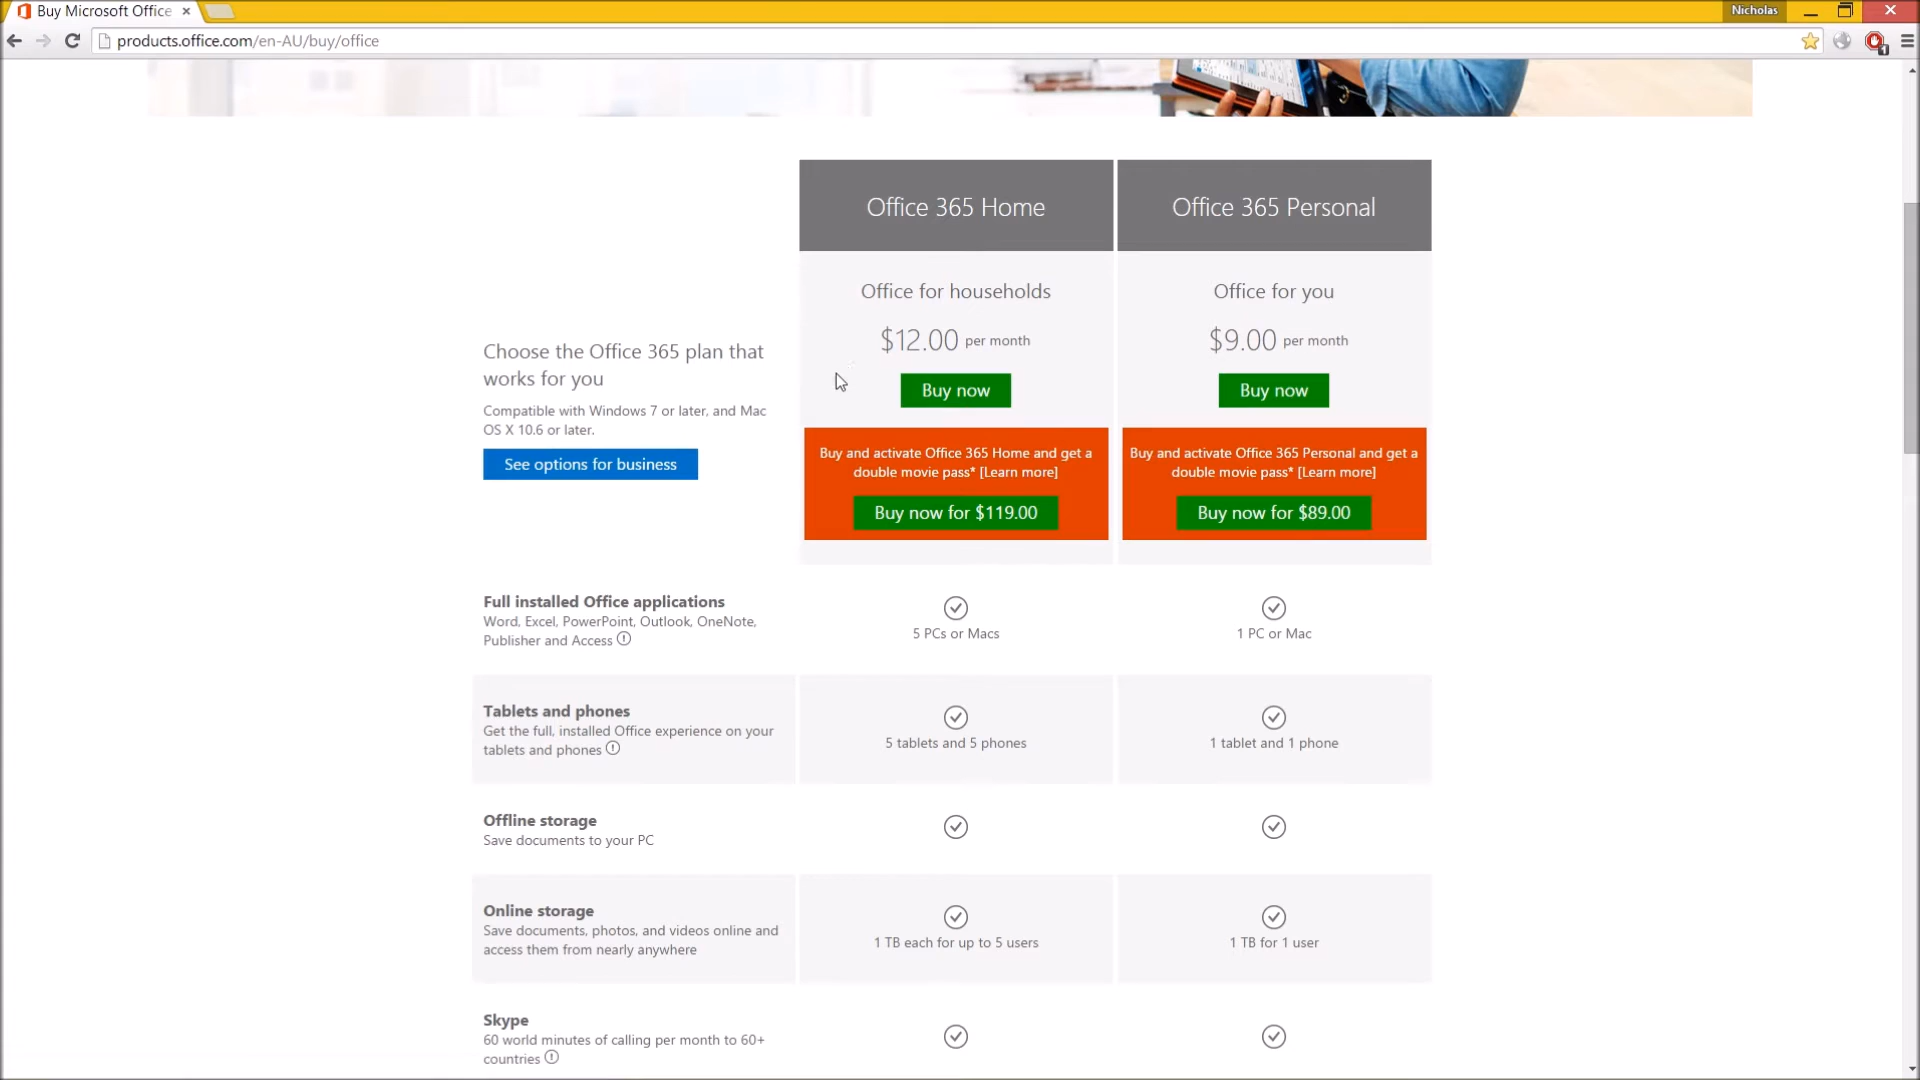 Buy Microsoft Office
Nicholas
products.office.com/en-AU/buy/office
1
Office 365 Home
Office 365 Personal
Office for households
Office for you
$12.00 per month
$9.00 per month
Choose the Office 365 plan that
works for you
Buy now
Buy now
Compatible with Windows 7 or later, and Mac
OS X 10.6 or later.
See options for business
Buy and activate Office 365 Home and get a
double movie pass* [Learn more]
Buy now for $119.00
Buy and activate Office 365 Personal and get a
double movie pass* [Learn more]
Buy now for $89.00
Full installed Office applications
Word, Excel, PowerPoint, Outlook, OneNote,
Publisher and Access
5 PCs or Macs
1 PC or Mac
Tablets and phones
Get the full, installed Office experience on your
tablets and phones
5 tablets and 5 phones
1 tablet and 1 phone
Offline storage
Save documents to your PC
Online storage
Save documents, photos, and videos online and
access them from nearly anywhere
1 TB each for up to 5 users
1 TB for 1 user
Skype
60 world minutes of calling per month to 60+
countries